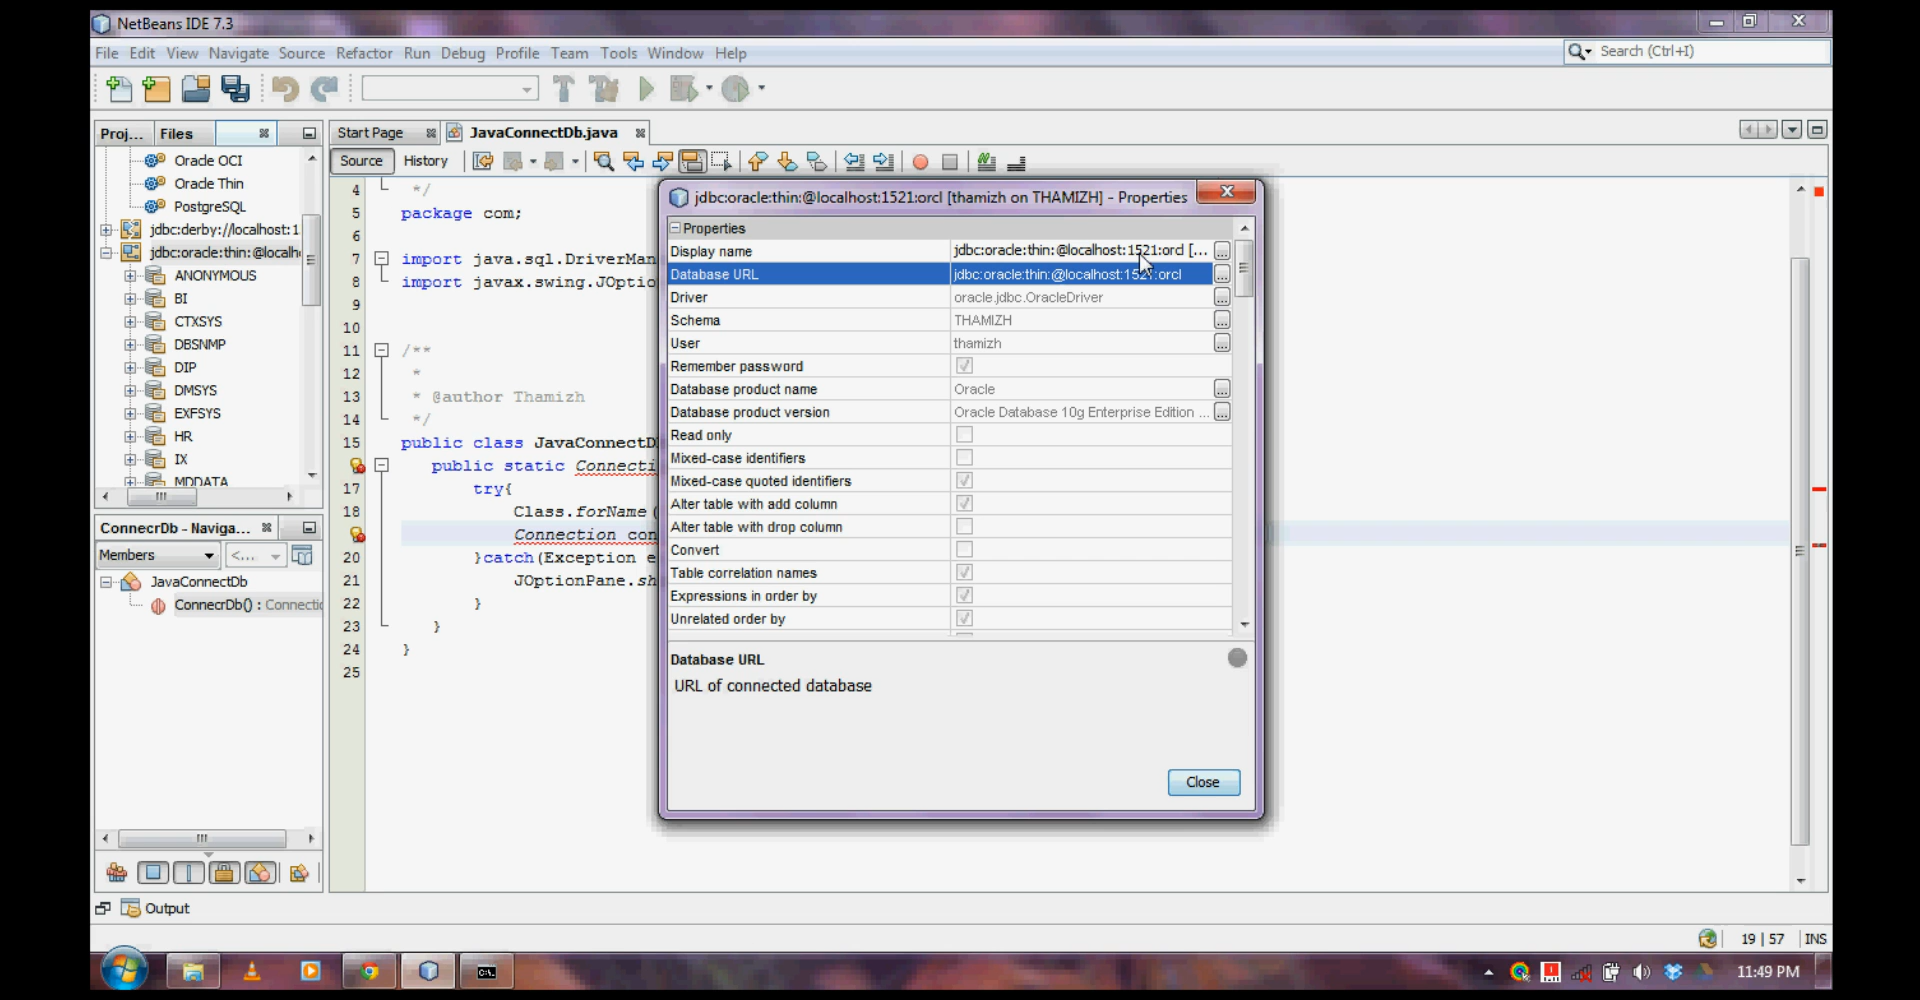 NetBeans IDE 7.3
File Edit View Navigate Source Refactor Run Debug Profile Team Tools Window Help
Search (Ctrl+I)
Proj... Files
Start Page JavaConnectDb.java
Source History
Oracle OCI
Oracle Thin
PostgreSQL
jdbc:derby://localhost:1
jdbc:oracle:thin:@localh
ANONYMOUS
BI
CTXSYS
DBSNMP
DIP
DMSYS
EXFSYS
HR
IX
MDDATA
ConnecrDb - Naviga...
Members <...
JavaConnectDb
ConnecrDb() : Connectic
4 */
5 package com;
6
7 import java.sql.DriverMan
8 import javax.swing.JOptio
9
10
11 /**
12 *
13 * @author Thamizh
14 */
15 public class JavaConnectD
public static Connecti
17 try{
18 Class.forName(
Connection con
20 }catch(Exception e
21 JOptionPane.sh
22 }
23 }
24 }
25
jdbc:oracle:thin:@localhost:1521:orcl [thamizh on THAMIZH] - Properties
Properties
Display name jdbc:oracle:thin:@localhost:1521:orcl [... ...
Database URL jdbc:oracle:thin:@localhost:1521:orcl ...
Driver oracle.jdbc.OracleDriver ...
Schema THAMIZH ...
User thamizh ...
Remember password
Database product name Oracle ...
Database product version Oracle Database 10g Enterprise Edition ... ...
Read only
Mixed-case identifiers
Mixed-case quoted identifiers
Alter table with add column
Alter table with drop column
Convert
Table correlation names
Expressions in order by
Unrelated order by
Database URL
URL of connected database
Close
Output
19 | 57 INS
C:\.
11:49 PM